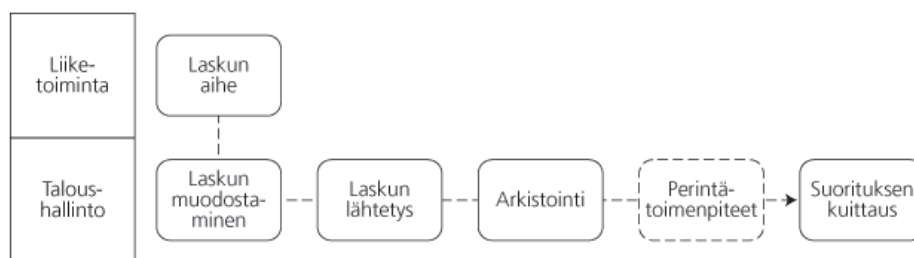 Liike-
toiminta
Laskun
aihe
Talous-
hallinto
Laskun
muodosta-
minen
Laskun
lähtetys
Arkistointi
Perintä-
toimenpiteet
Suorituksen
kuittaus